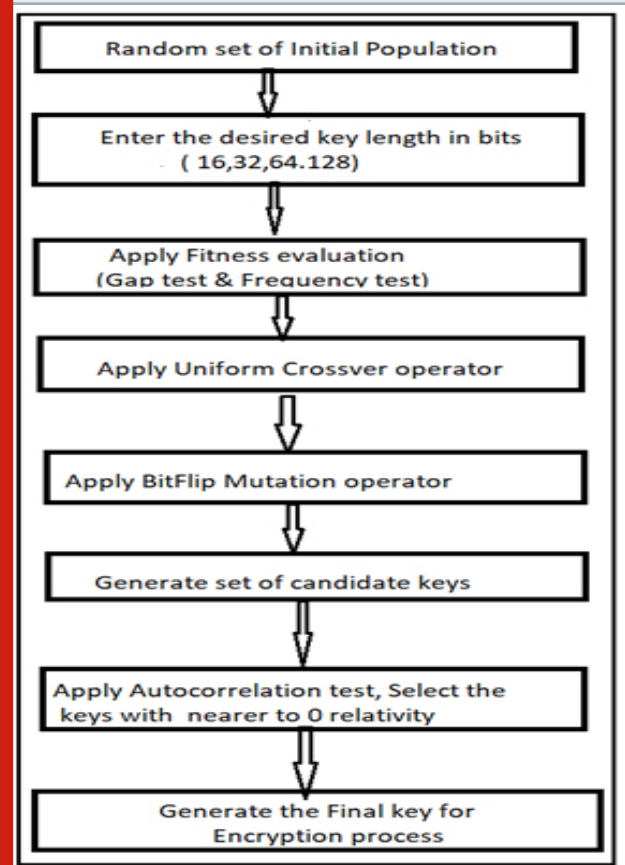 Random set of Initial Population
Enter the desired key length in bits
( 16,32,64.128)
Apply Fitness evaluation
(Gap test & Frequency test)
Apply Uniform Crossver operator
Apply BitFlip Mutation operator
Generate set of candidate keys
Apply Autocorrelation test, Select the
keys with nearer to 0 relativity
Generate the Final key for
Encryption process